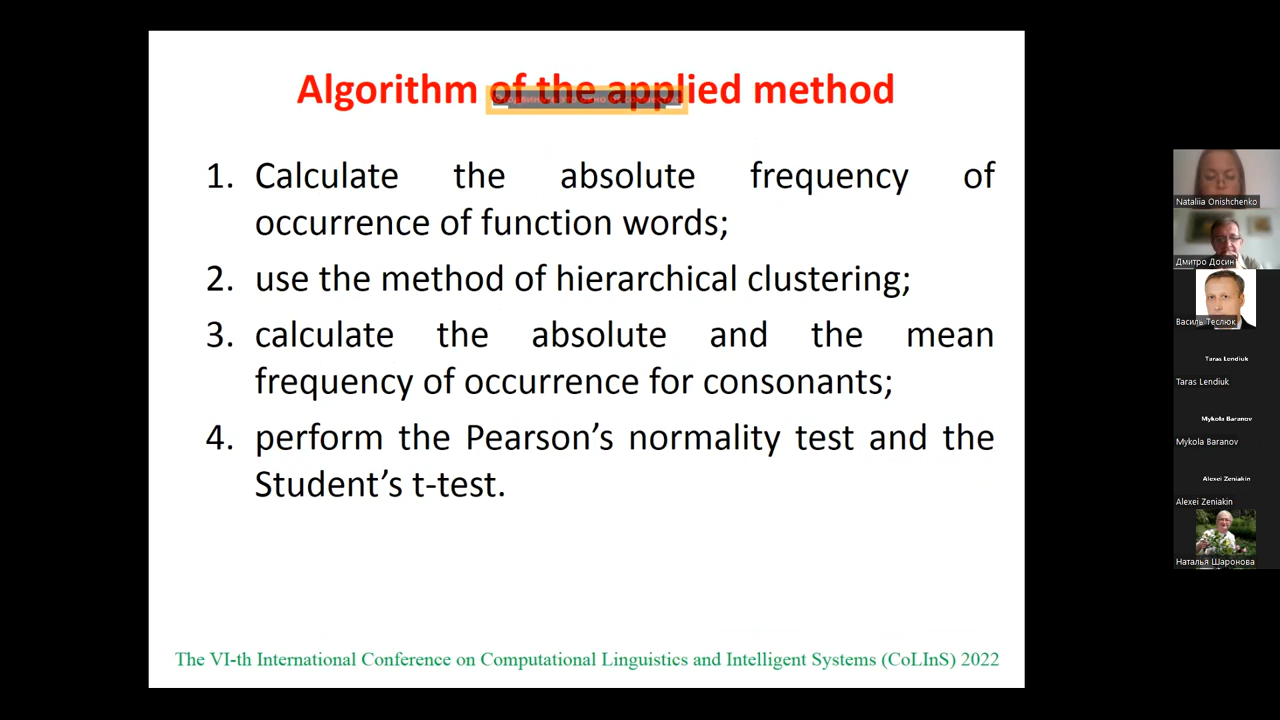 Algorithm of the applied method
1. Calculate the absolute frequency of
occurrence of function words;
2. use the method of hierarchical clustering;
3. calculate the absolute and the mean
frequency of occurrence for consonants;
4. perform the Pearson’s normality test and the
Student’s t-test.
The VI-th International Conference on Computational Linguistics and Intelligent Systems (CoLInS) 2022
Nataliia Onishchenko
Дмитро Досин
Василь Теслюк
Taras Lendiuk
Taras Lendiuk
Mykola Baranov
Mykola Baranov
Alexei Zeniakin
Alexei Zeniakin
Наталья Шаронова